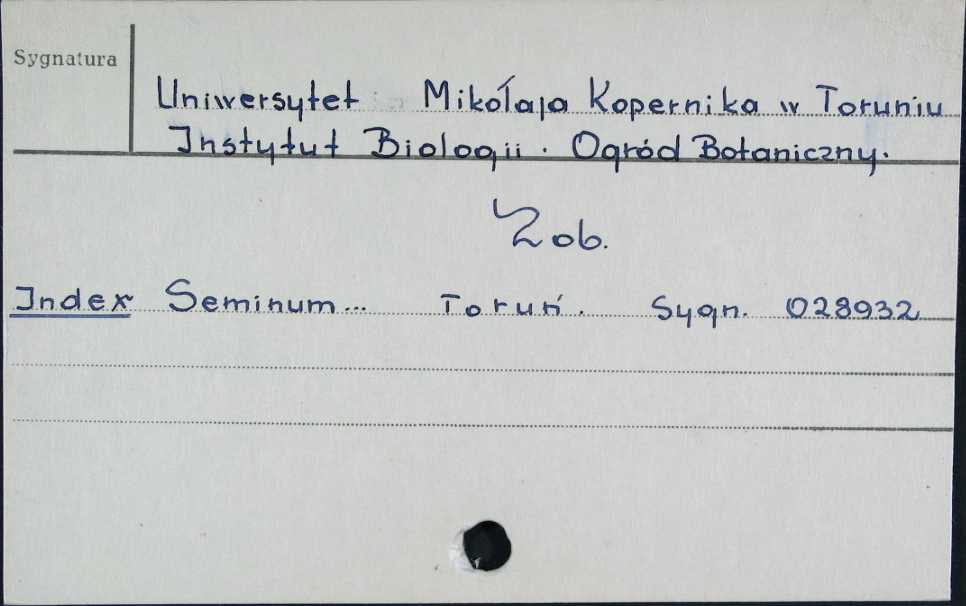 Sygnatura
Uniwersytet Mikołaja Kopernika w Toruniu
Instytut Biologii. Ogród Botaniczny.
Zob.
Index Seminum... Toruń. Sygn. 028932